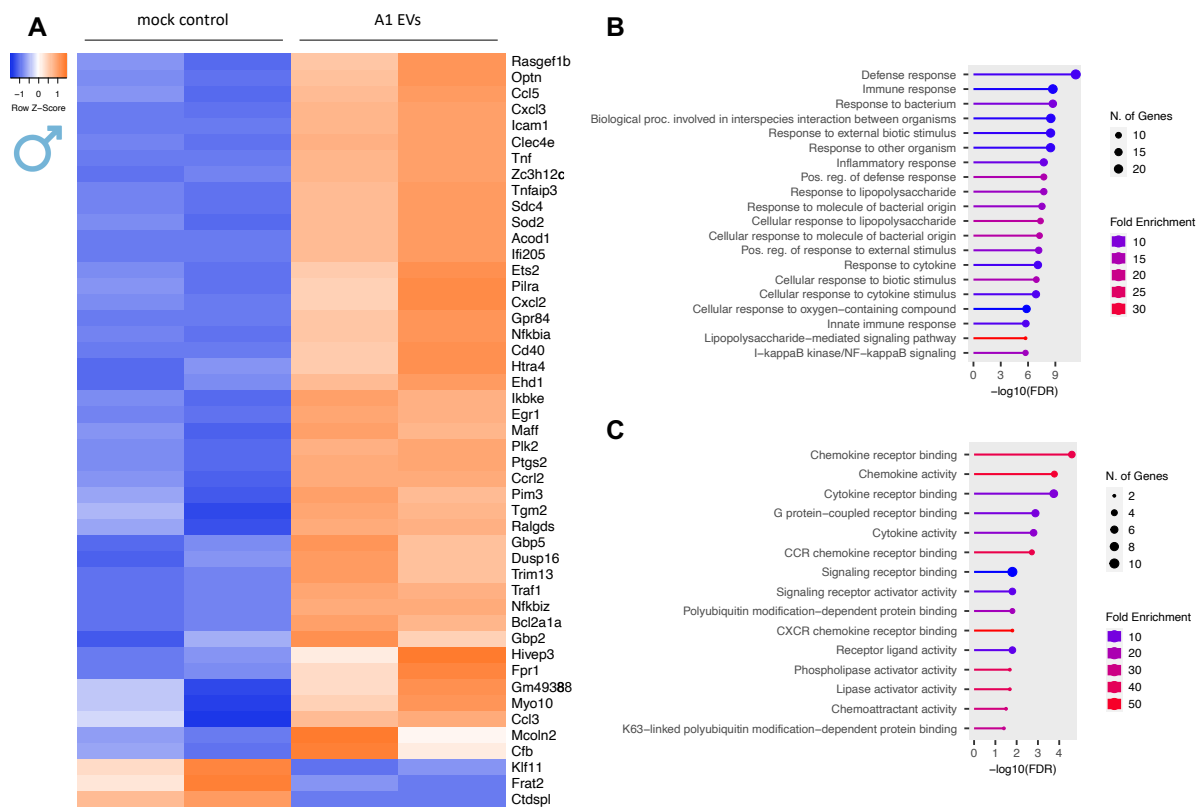 A
mock control
A1 EVs
−1 0 1
Row Z-Score
Rasgef1b
Optn
Ccl5
Cxcl3
Icam1
Clec4e
Tnf
Zc3h12c
Tnfaip3
Sdc4
Sod2
Acod1
Ifi205
Ets2
Pilra
Cxcl2
Gpr84
Nfkbia
Cd40
Htra4
Ehd1
Ikbke
Egr1
Maff
Plk2
Ptgs2
Ccrl2
Pim3
Tgm2
Ralgds
Gbp5
Dusp16
Trim13
Traf1
Nfkbiz
Bcl2a1a
Gbp2
Hivep3
Fpr1
Gm49388
Myo10
Ccl3
Mcoln2
Cfb
Klf11
Frat2
Ctdspl
B
Defense response
Immune response
Response to bacterium
Biological proc. involved in interspecies interaction between organisms
Response to external biotic stimulus
Response to other organism
Inflammatory response
Pos. reg. of defense response
Response to lipopolysaccharide
Response to molecule of bacterial origin
Cellular response to lipopolysaccharide
Cellular response to molecule of bacterial origin
Pos. reg. of response to external stimulus
Response to cytokine
Cellular response to biotic stimulus
Cellular response to cytokine stimulus
Cellular response to oxygen−containing compound
Innate immune response
Lipopolysaccharide−mediated signaling pathway
I−kappaB kinase/NF−kappaB signaling
0 3 6 9
−log10(FDR)
N. of Genes
10
15
20
Fold Enrichment
10
15
20
25
30
C
Chemokine receptor binding
Chemokine activity
Cytokine receptor binding
G protein−coupled receptor binding
Cytokine activity
CCR chemokine receptor binding
Signaling receptor binding
Signaling receptor activator activity
Polyubiquitin modification−dependent protein binding
CXCR chemokine receptor binding
Receptor ligand activity
Phospholipase activator activity
Lipase activator activity
Chemoattractant activity
K63−linked polyubiquitin modification−dependent protein binding
0 1 2 3 4
−log10(FDR)
N. of Genes
2
4
6
8
10
Fold Enrichment
10
20
30
40
50